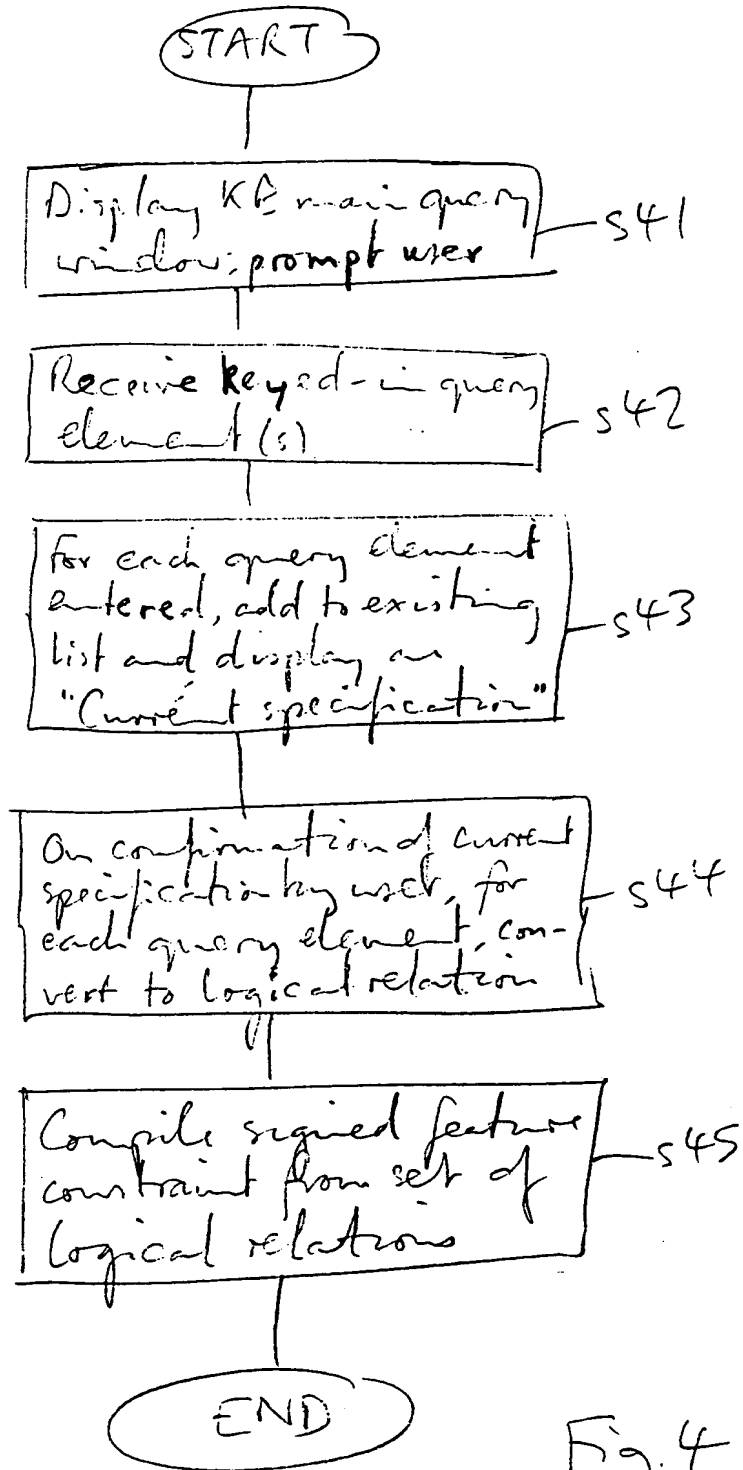 START
Display KB main query
window; prompt user
s41
Receive keyed-in query
element(s)
s42
For each query element
entered, add to existing
list and display as
"Current specification"
s43
On confirmation of current
specification by user, for
each query element, con-
vert to logical relation
s44
Compile signed feature
constraint from set of
logical relations
s45
END
Fig. 4